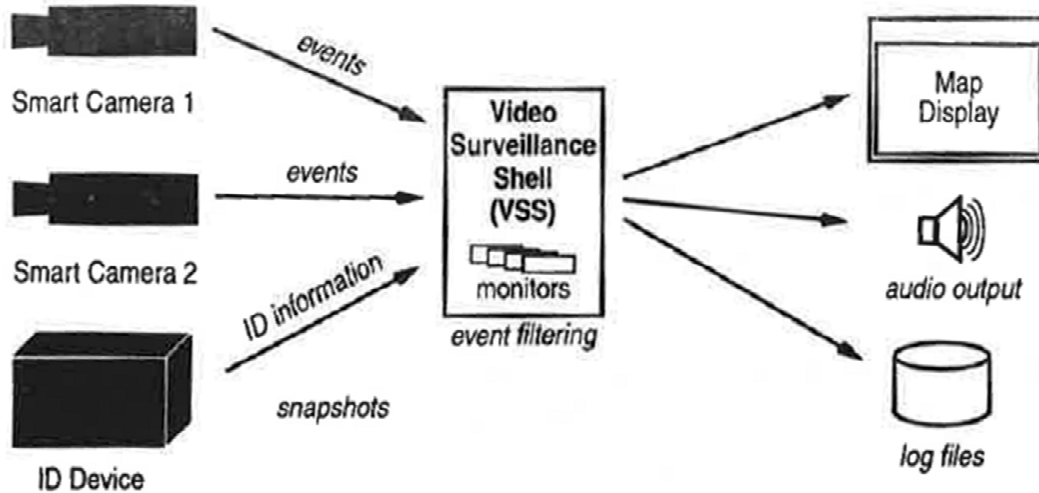 Smart Camera 1
events
Smart Camera 2
events
ID Device
ID information
snapshots
Video
Surveillance
Shell
(VSS)
monitors
event filtering
Map
Display
audio output
log files